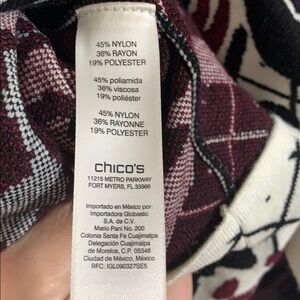 45% NYLON
36% RAYON
19% POLYESTER
45% poliamida
36% viscosa
19% poliéster
45% NYLON
36% RAYONNE
19% POLYESTER
chico's
11215 METRO PARKWAY
FORT MYERS, FL 33966
Importado en México por:
Importadora Globastic
S.A. de C.V.
Mario Pani No. 200
Colonia Santa Fe Cuajimalpa
Delegación Cuajimalpa
de Morelos, C.P. 05348
Ciudad de México, México
RFC: IGL090327SE5